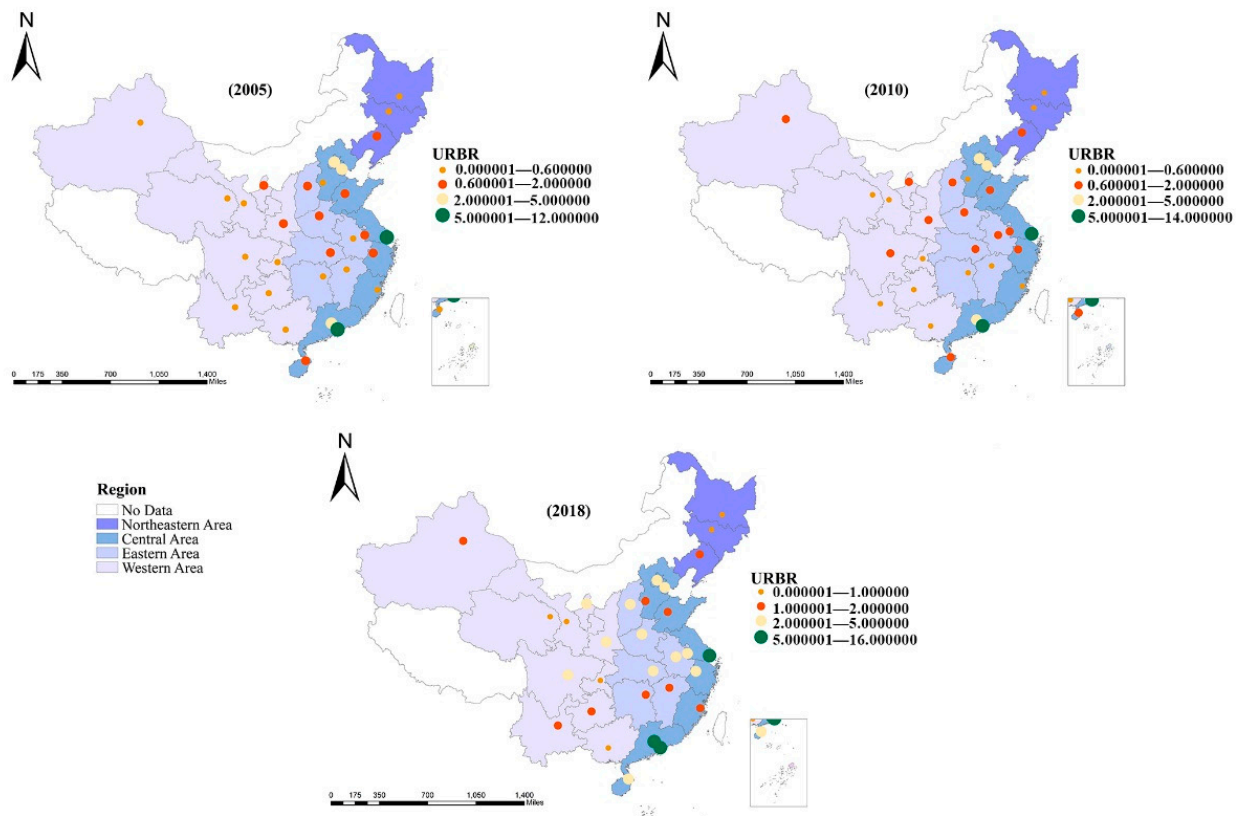 N
(2005)
URBR
0.000001—0.600000
0.600001—2.000000
2.000001—5.000000
5.000001—12.000000
0 175 350 700 1,050 1,400
Miles
N
(2010)
URBR
0.000001—0.600000
0.600001—2.000000
2.000001—5.000000
5.000001—14.000000
0 175 350 700 1,050 1,400
Miles
Region
No Data
Northeastern Area
Central Area
Eastern Area
Western Area
N
(2018)
URBR
0.000001—1.000000
1.000001—2.000000
2.000001—5.000000
5.000001—16.000000
0 175 350 700 1,050 1,400
Miles